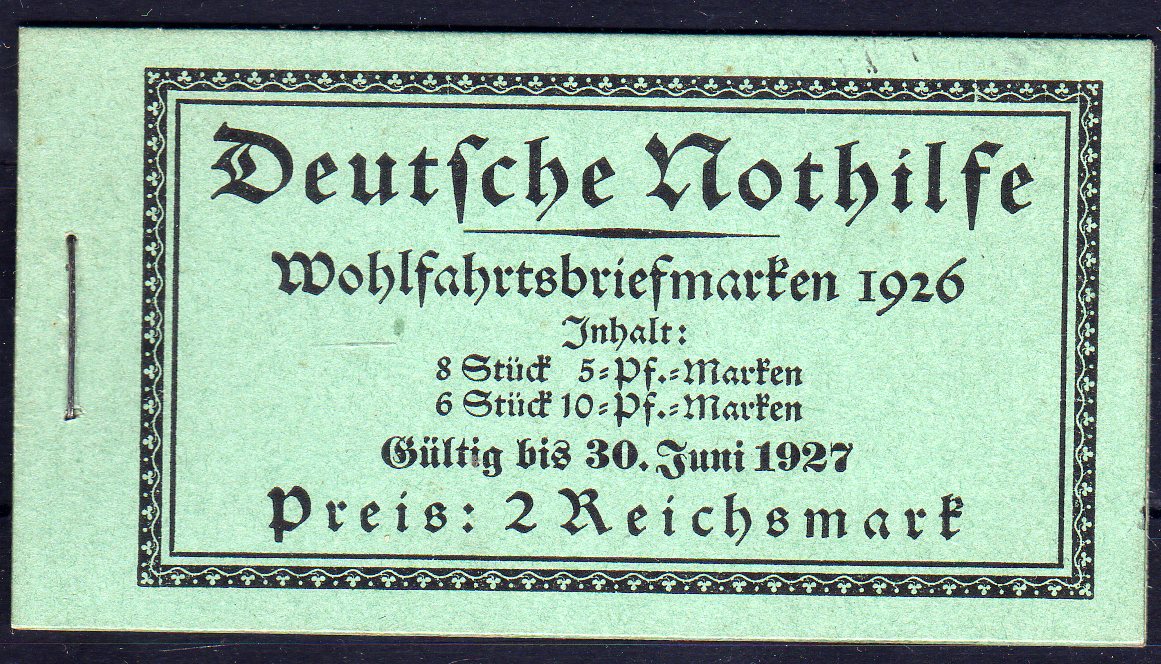 Deutſche Nothilfe
Wohlfahrtsbriefmarken 1926
Inhalt:
8 Stück 5=Pf.=Marken
6 Stück 10=Pf.=Marken
Gültig bis 30. Juni 1927
Preis: 2 Reichsmark